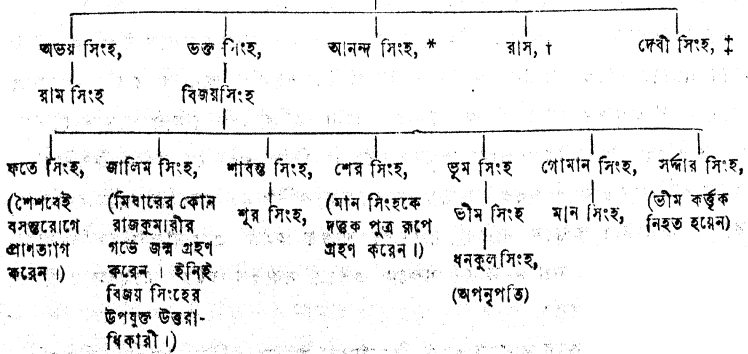 অভয় সিংহ, ভক্ত সিংহ, আনন্দ সিংহ, * রাস, † দেবী সিংহ, ‡
রাম সিংহ বিজয়সিংহ
ফতে সিংহ, জালিম সিংহ, শাবন্ত সিংহ, শের সিংহ, ভূম সিংহ গোমান সিংহ, সর্দ্দার সিংহ,
(শৈশবেই (মিবারের কোন শূর সিংহ, (মান সিংহকে ভীম সিংহ মান সিংহ, (ভীম কর্ত্তৃক
বসন্তরোগে রাজকুমারীর দত্তক পুত্র রূপে নিহত হয়েন)
প্রাণত্যাগ গর্ভে জন্ম গ্রহণ গ্রহণ করেন।) ধনকুলসিংহ,
করেন।) করেন। ইনিই (অপনৃপতি)
বিজয় সিংহের
উপযুক্ত উত্তরা-
ধিকারী।)